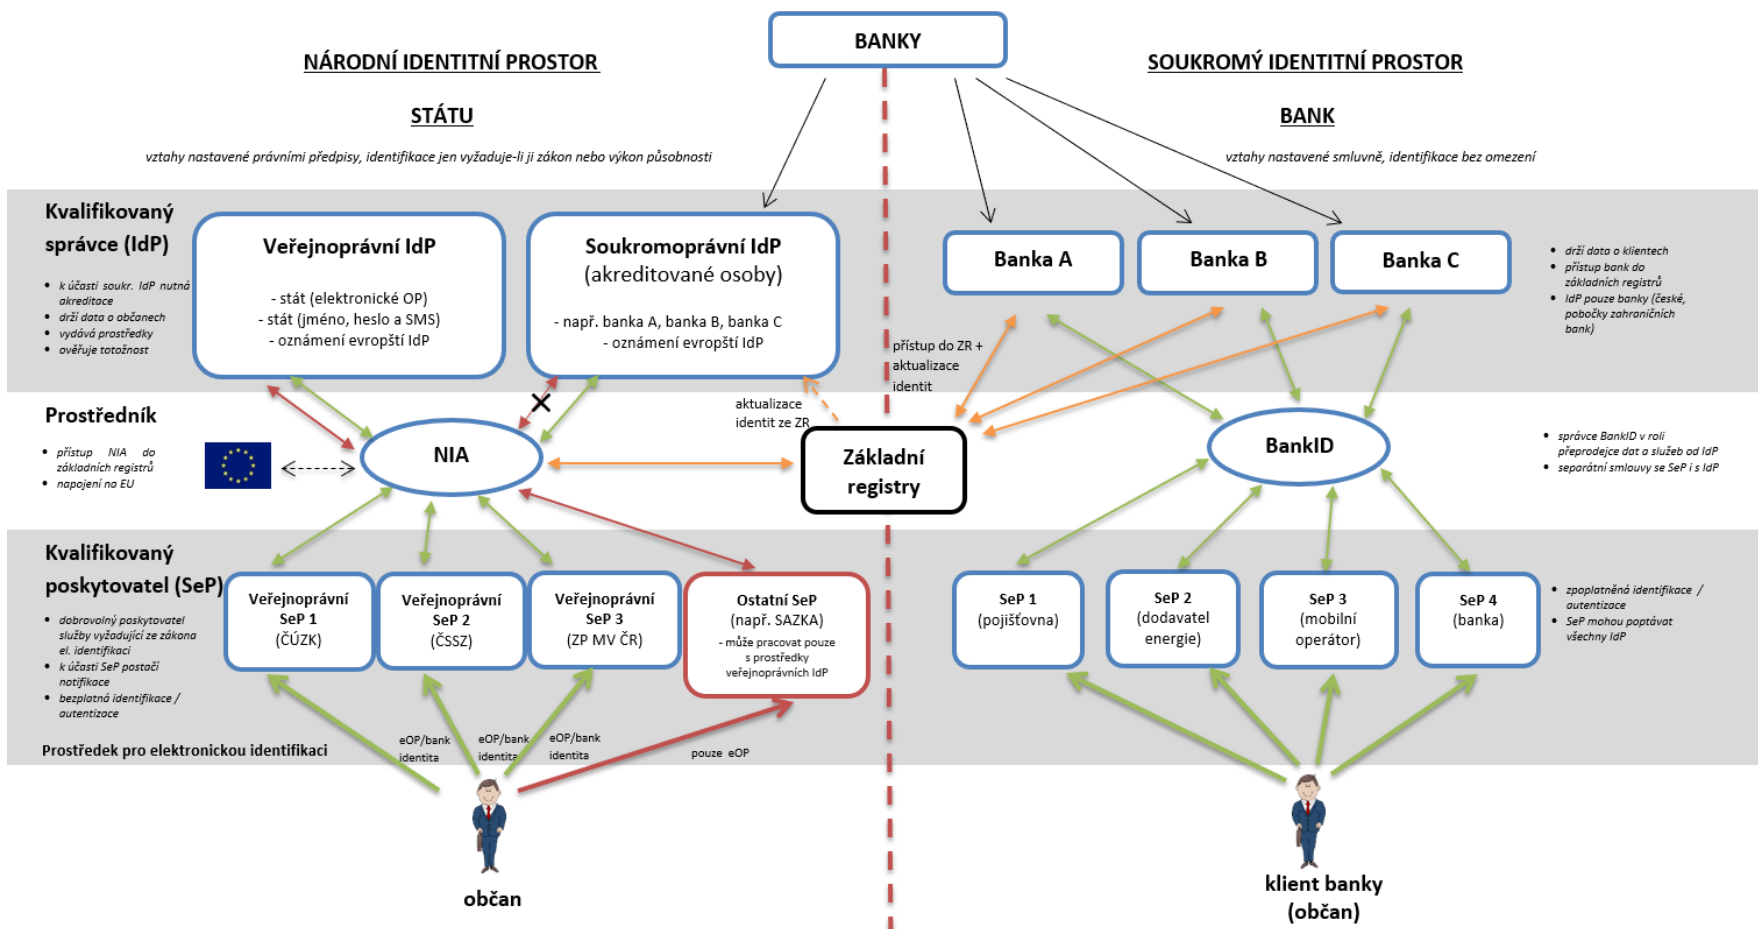 BANKY
NÁRODNÍ IDENTITNÍ PROSTOR
STÁTU
vztahy nastavené právními předpisy, identifikace jen vyžaduje-li ji zákon nebo výkon působnosti
SOUKROMÝ IDENTITNÍ PROSTOR
BANK
vztahy nastavené smluvně, identifikace bez omezení
Kvalifikovaný
správce (IdP)
k účasti soukr. IdP nutná
akreditace
drží data o občanech
vydává prostředky
ověřuje totožnost
Veřejnoprávní IdP
- stát (elektronické OP)
- stát (jméno, heslo a SMS)
- oznámení evropští IdP
Soukromoprávní IdP
(akreditované osoby)
- např. banka A, banka B, banka C
- oznámení evropští IdP
Banka A
Banka B
Banka C
drží data o klientech
přístup bank do
základních registrů
IdP pouze banky (české,
pobočky zahraničních
bank)
přístup do ZR +
aktualizace
identit
aktualizace
identit ze ZR
Prostředník
přístup NIA do
základních registrů
napojení na EU
NIA
Základní
registry
BankID
správce BankID v roli
přeprodejce dat a služeb od IdP
separátní smlouvy se SeP i s IdP
Kvalifikovaný
poskytovatel (SeP)
dobrovolný poskytovatel
služby vyžadující ze zákona
el. identifikaci
k účasti SeP postačí
notifikace
bezplatná identifikace /
autentizace
Veřejnoprávní
SeP 1
(ČÚZK)
Veřejnoprávní
SeP 2
(ČSSZ)
Veřejnoprávní
SeP 3
(ZP MV ČR)
Ostatní SeP
(např. SAZKA)
- může pracovat pouze
s prostředky
veřejnoprávních IdP
SeP 1
(pojišťovna)
SeP 2
(dodavatel
energie)
SeP 3
(mobilní
operátor)
SeP 4
(banka)
zpoplatněná identifikace /
autentizace
SeP mohou poptávat
všechny IdP
Prostředek pro elektronickou identifikaci
eOP/bank
identita
eOP/bank
identita
eOP/bank
identita
pouze eOP
občan
klient banky
(občan)